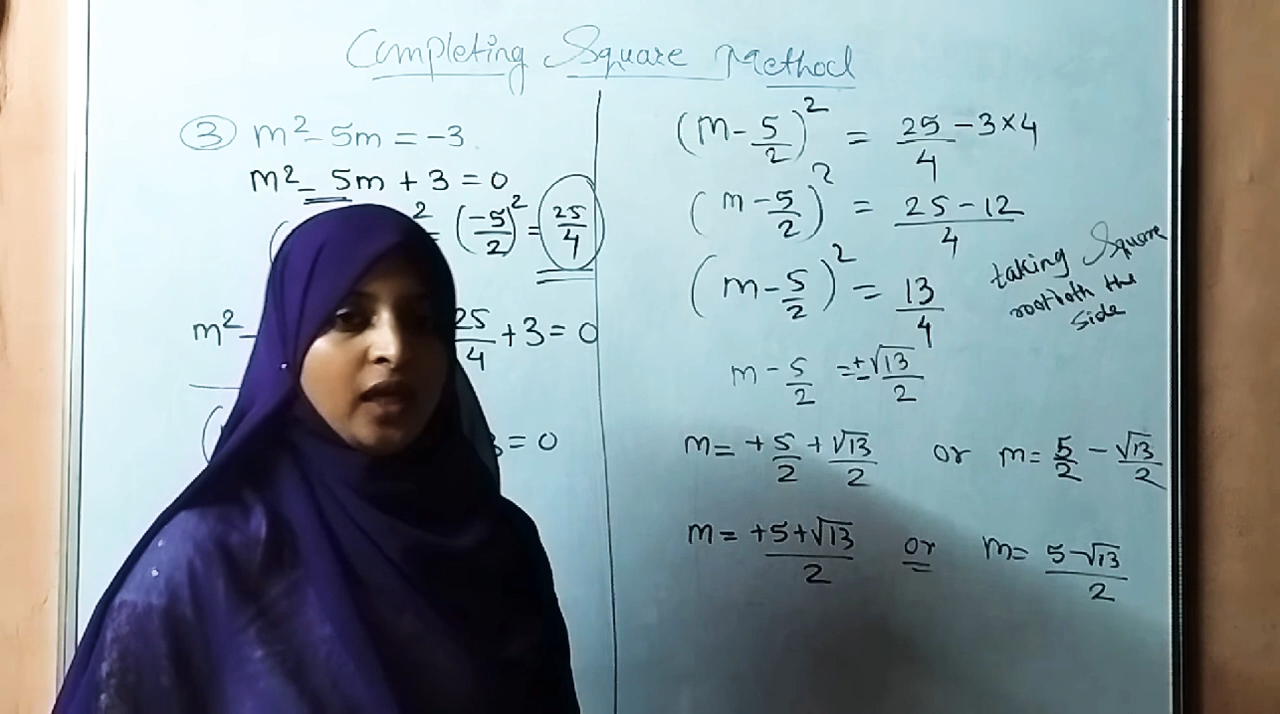 Completing Square Method
③ m² - 5m = -3
m² - 5m + 3 = 0
( ² = (-5/2)² = 25/4
m² - 25/4 + 3 = 0
( = 0
(m - 5/2)² = 25 - 3×4 / 4
(m - 5/2)² = 25 - 12 / 4
(m - 5/2)² = 13/4
taking Square
root both the
side
m - 5/2 = ±√13/2
m = +5/2 + √13/2 or m = 5/2 - √13/2
m = +5+√13 / 2 or m = 5-√13 / 2